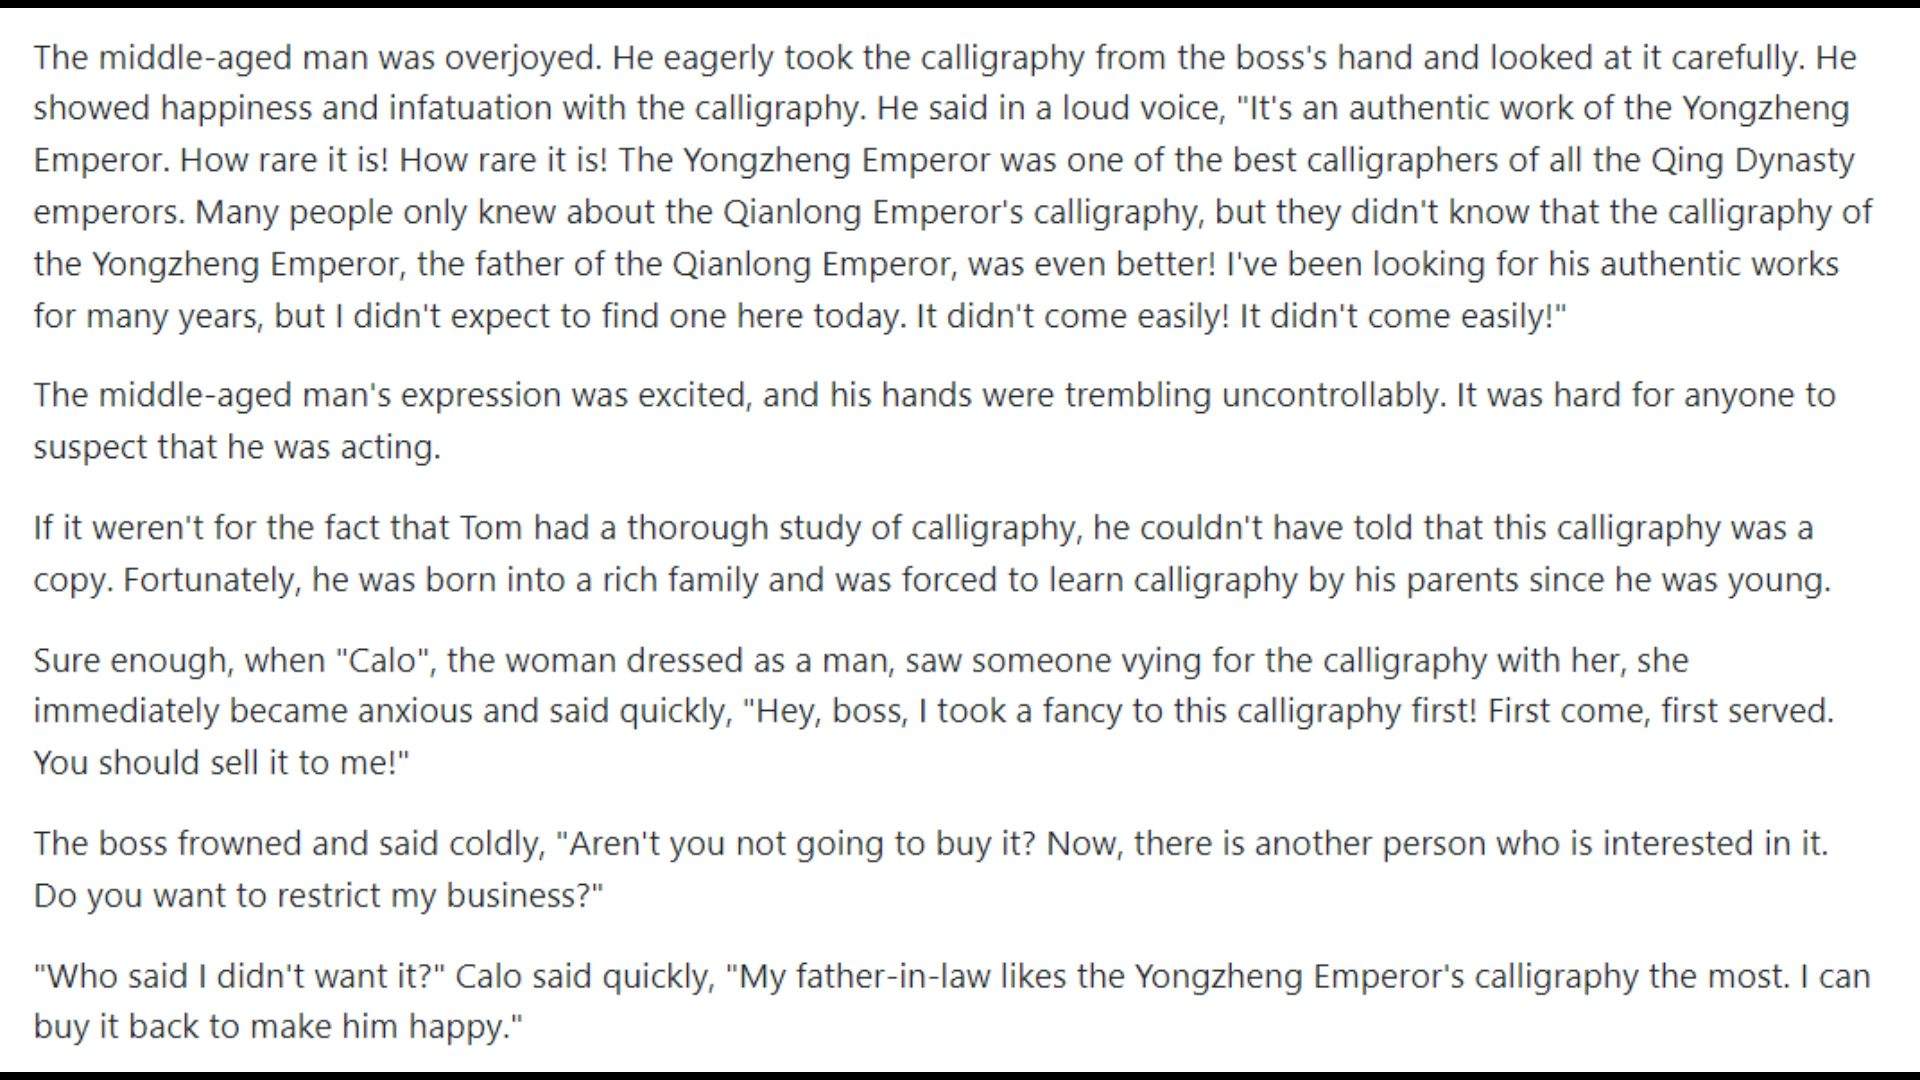 The middle-aged man was overjoyed. He eagerly took the calligraphy from the boss's hand and looked at it carefully. He
showed happiness and infatuation with the calligraphy. He said in a loud voice, "It's an authentic work of the Yongzheng
Emperor. How rare it is! How rare it is! The Yongzheng Emperor was one of the best calligraphers of all the Qing Dynasty
emperors. Many people only knew about the Qianlong Emperor's calligraphy, but they didn't know that the calligraphy of
the Yongzheng Emperor, the father of the Qianlong Emperor, was even better! I've been looking for his authentic works
for many years, but I didn't expect to find one here today. It didn't come easily! It didn't come easily!"
The middle-aged man's expression was excited, and his hands were trembling uncontrollably. It was hard for anyone to
suspect that he was acting.
If it weren't for the fact that Tom had a thorough study of calligraphy, he couldn't have told that this calligraphy was a
copy. Fortunately, he was born into a rich family and was forced to learn calligraphy by his parents since he was young.
Sure enough, when "Calo", the woman dressed as a man, saw someone vying for the calligraphy with her, she
immediately became anxious and said quickly, "Hey, boss, I took a fancy to this calligraphy first! First come, first served.
You should sell it to me!"
The boss frowned and said coldly, "Aren't you not going to buy it? Now, there is another person who is interested in it.
Do you want to restrict my business?"
"Who said I didn't want it?" Calo said quickly, "My father-in-law likes the Yongzheng Emperor's calligraphy the most. I can
buy it back to make him happy."